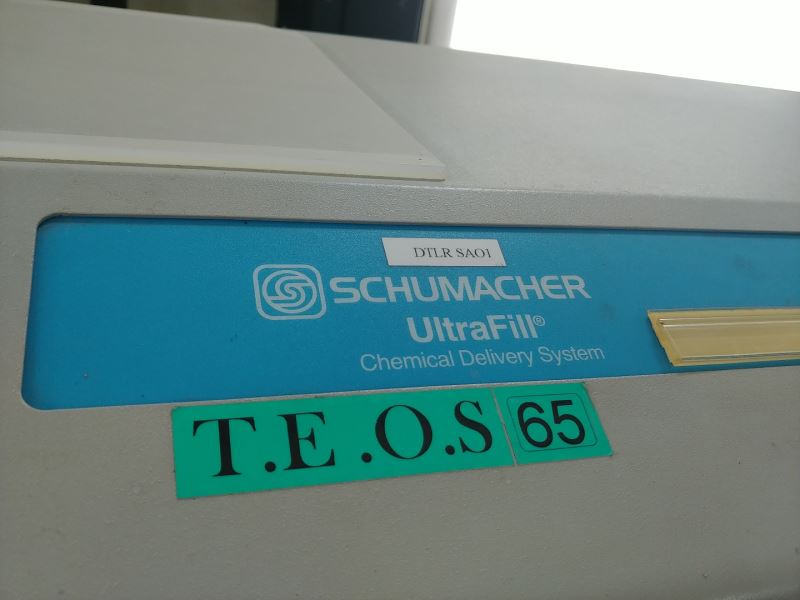 DTLR SA01
SCHUMACHER
UltraFill®
Chemical Delivery System
T.E.O.S 65